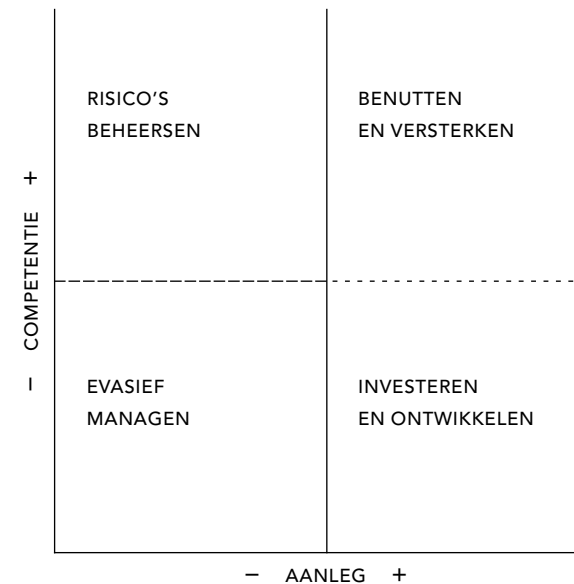 RISICO'S
BEHEERSEN
BENUTTEN
EN VERSTERKEN
− COMPETENTIE +
EVASIEF
MANAGEN
INVESTEREN
EN ONTWIKKELEN
− AANLEG +